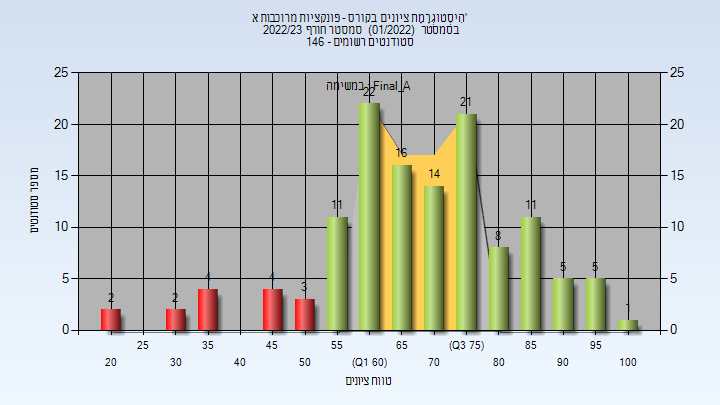 הִיסְטוֹגְרָמַת ציונים בקורס - פונקציות מרוכבות א'
בסמסטר (01/2022) סמסטר חורף 2022/23
סטודנטים רשומים - 146
במשימה : Final_A
25 25
20 20
15 15
10 10
5 5
0 0
2 2 4 4 3 11 22 16 14 21 8 11 5 5 1
מספר סטודנטים
25 35 45 55 65 (Q3 75) 85 95
20 30 40 50 (Q1 60) 70 80 90 100
טווח ציונים